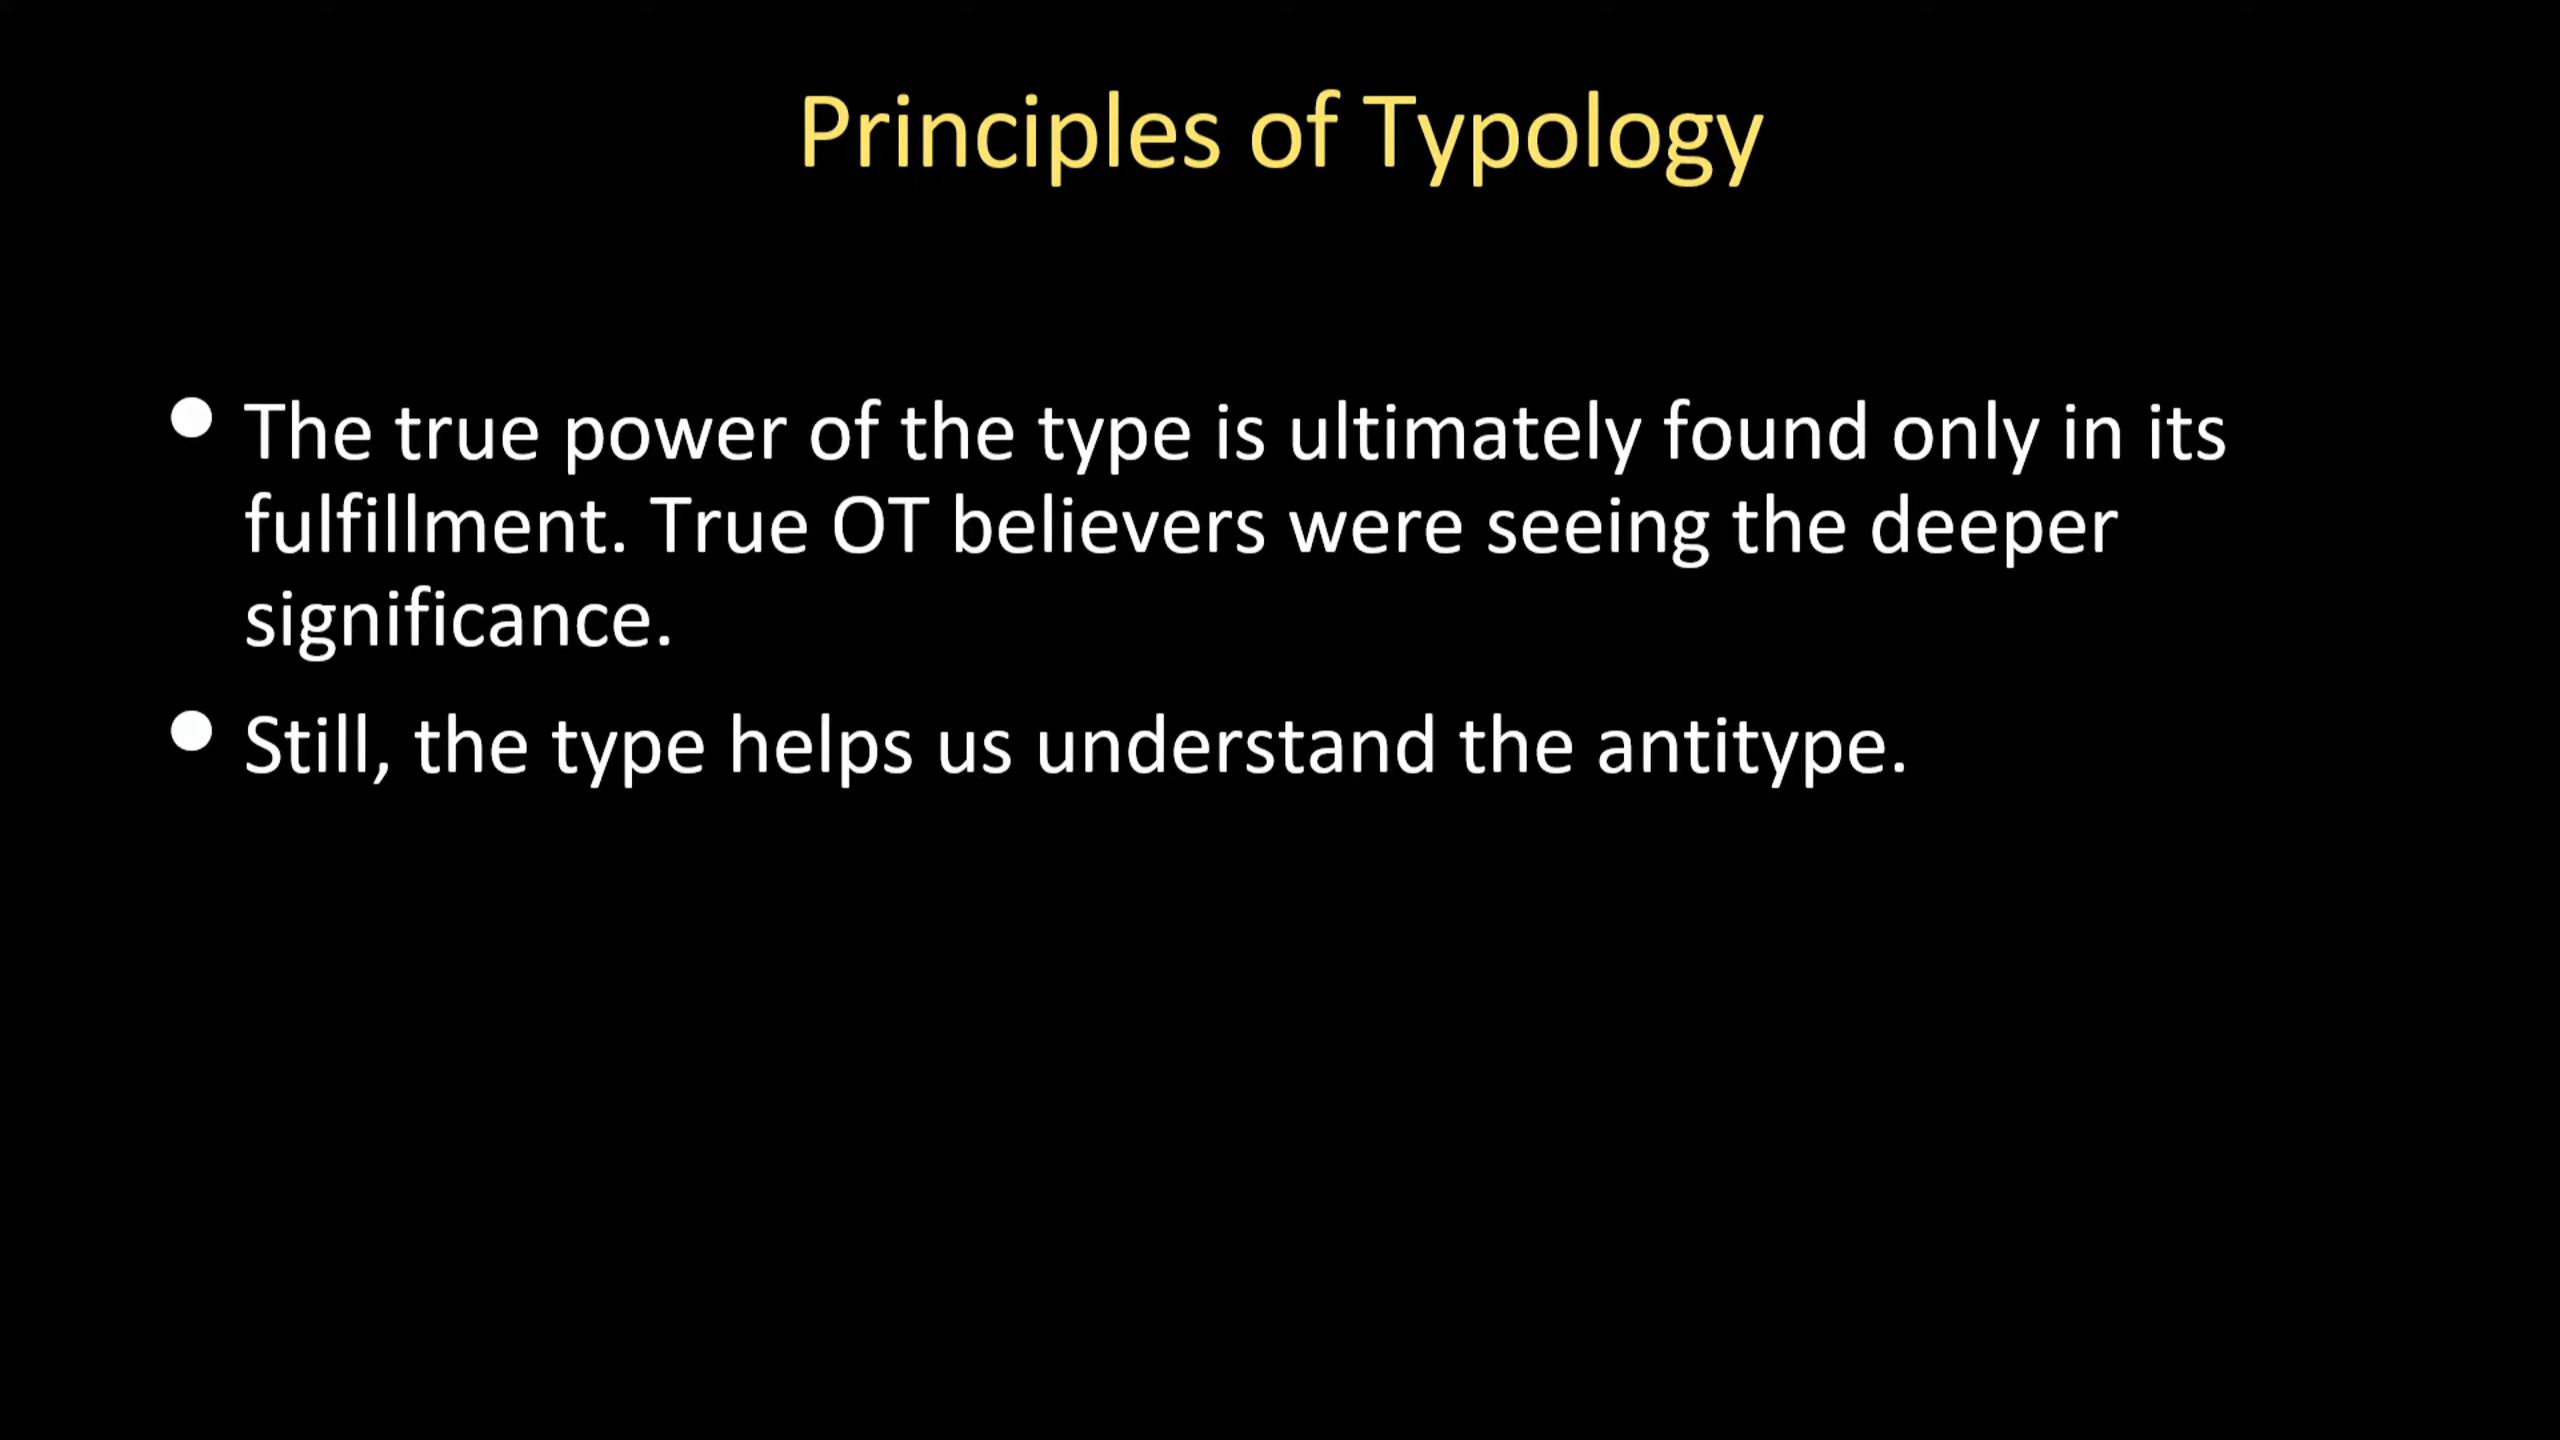 Principles of Typology
• The true power of the type is ultimately found only in its
fulfillment. True OT believers were seeing the deeper
significance.
• Still, the type helps us understand the antitype.